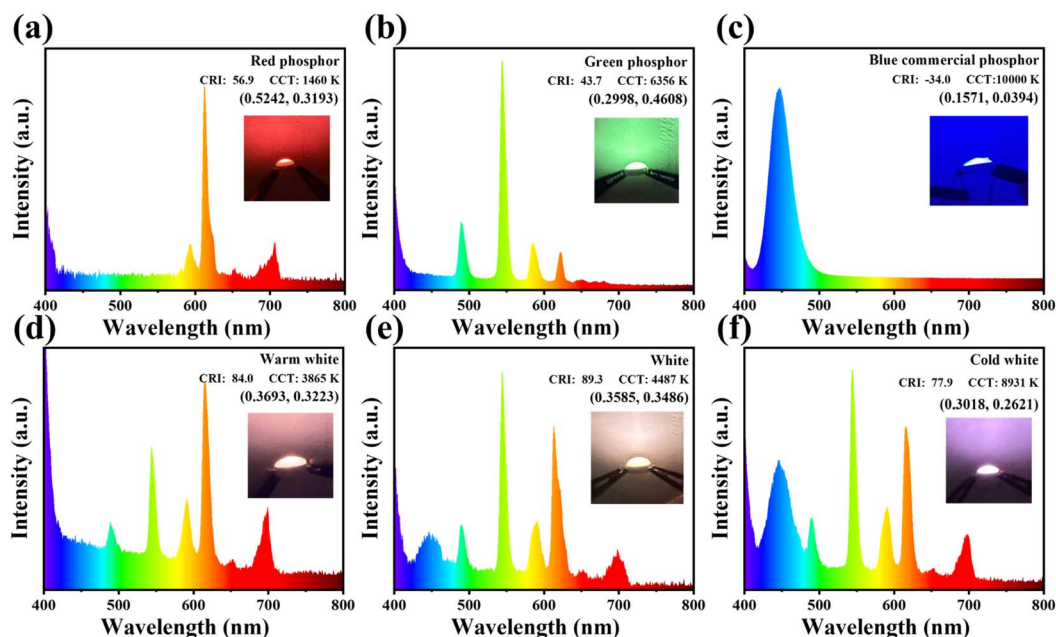 (a)
Red phosphor
CRI: 56.9 CCT: 1460 K
(0.5242, 0.3193)
Intensity (a.u.)
400 500 600 700 800
Wavelength (nm)
(b)
Green phosphor
CRI: 43.7 CCT: 6356 K
(0.2998, 0.4608)
Intensity (a.u.)
400 500 600 700 800
Wavelength (nm)
(c)
Blue commercial phosphor
CRI: -34.0 CCT:10000 K
(0.1571, 0.0394)
Intensity (a.u.)
400 500 600 700 800
Wavelength (nm)
(d)
Warm white
CRI: 84.0 CCT: 3865 K
(0.3693, 0.3223)
Intensity (a.u.)
400 500 600 700 800
Wavelength (nm)
(e)
White
CRI: 89.3 CCT: 4487 K
(0.3585, 0.3486)
Intensity (a.u.)
400 500 600 700 800
Wavelength (nm)
(f)
Cold white
CRI: 77.9 CCT: 8931 K
(0.3018, 0.2621)
Intensity (a.u.)
400 500 600 700 800
Wavelength (nm)